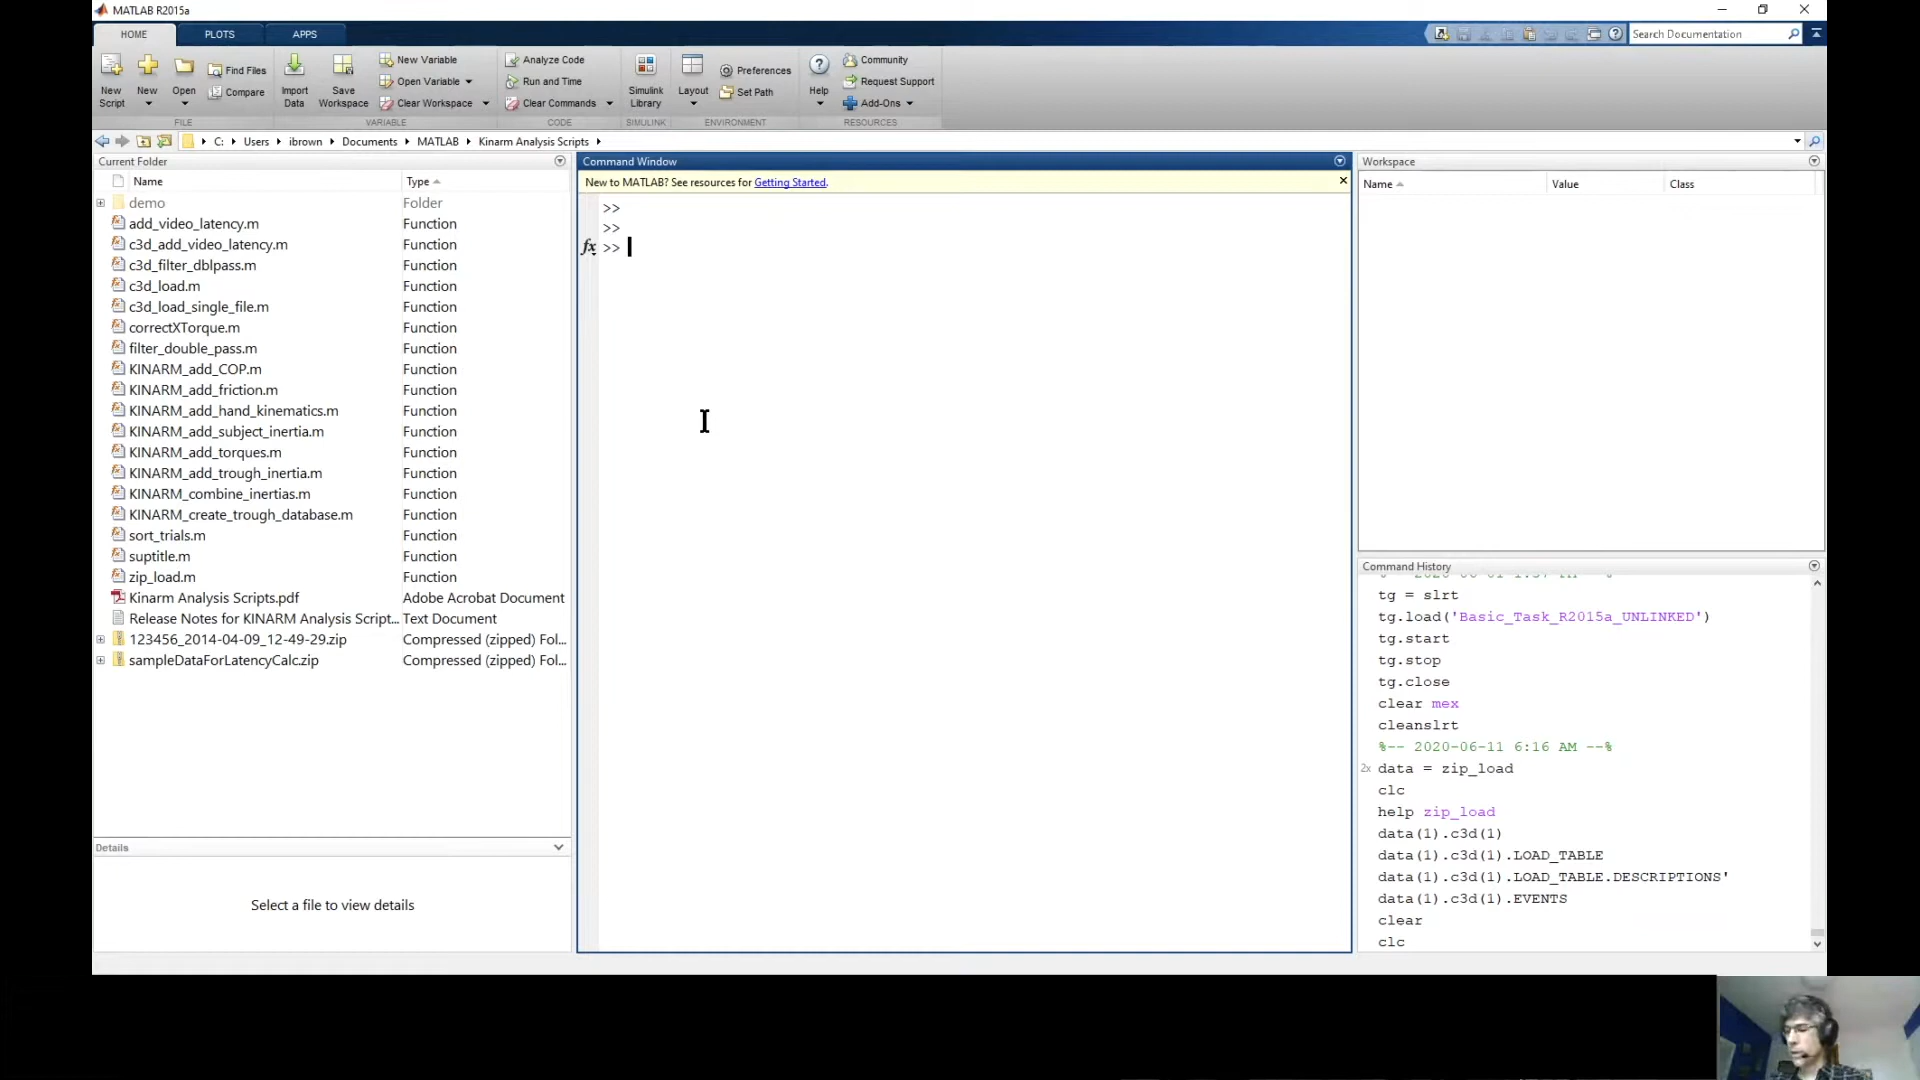 MATLAB R2015a
HOME PLOTS APPS
Search Documentation
New Script
New
Open
Find Files
Compare
Import Data
Save Workspace
New Variable
Open Variable
Clear Workspace
Analyze Code
Run and Time
Clear Commands
Simulink Library
Layout
Preferences
Set Path
Help
Community
Request Support
Add-Ons
FILE VARIABLE CODE SIMULINK ENVIRONMENT RESOURCES
C: Users ibrown Documents MATLAB Kinarm Analysis Scripts
Current Folder
Name Type
demo Folder
add_video_latency.m Function
c3d_add_video_latency.m Function
c3d_filter_dblpass.m Function
c3d_load.m Function
c3d_load_single_file.m Function
correctXTorque.m Function
filter_double_pass.m Function
KINARM_add_COP.m Function
KINARM_add_friction.m Function
KINARM_add_hand_kinematics.m Function
KINARM_add_subject_inertia.m Function
KINARM_add_torques.m Function
KINARM_add_trough_inertia.m Function
KINARM_combine_inertias.m Function
KINARM_create_trough_database.m Function
sort_trials.m Function
suptitle.m Function
zip_load.m Function
Kinarm Analysis Scripts.pdf Adobe Acrobat Document
Release Notes for KINARM Analysis Script... Text Document
123456_2014-04-09_12-49-29.zip Compressed (zipped) Fol...
sampleDataForLatencyCalc.zip Compressed (zipped) Fol...
Details
Select a file to view details
Command Window
New to MATLAB? See resources for Getting Started.
>>
>>
fx >>
Workspace
Name Value Class
Command History
tg = slrt
tg.load('Basic_Task_R2015a_UNLINKED')
tg.start
tg.stop
tg.close
clear mex
cleanslrt
%-- 2020-06-11 6:16 AM --%
2x data = zip_load
clc
help zip_load
data(1).c3d(1)
data(1).c3d(1).LOAD_TABLE
data(1).c3d(1).LOAD_TABLE.DESCRIPTIONS'
data(1).c3d(1).EVENTS
clear
clc